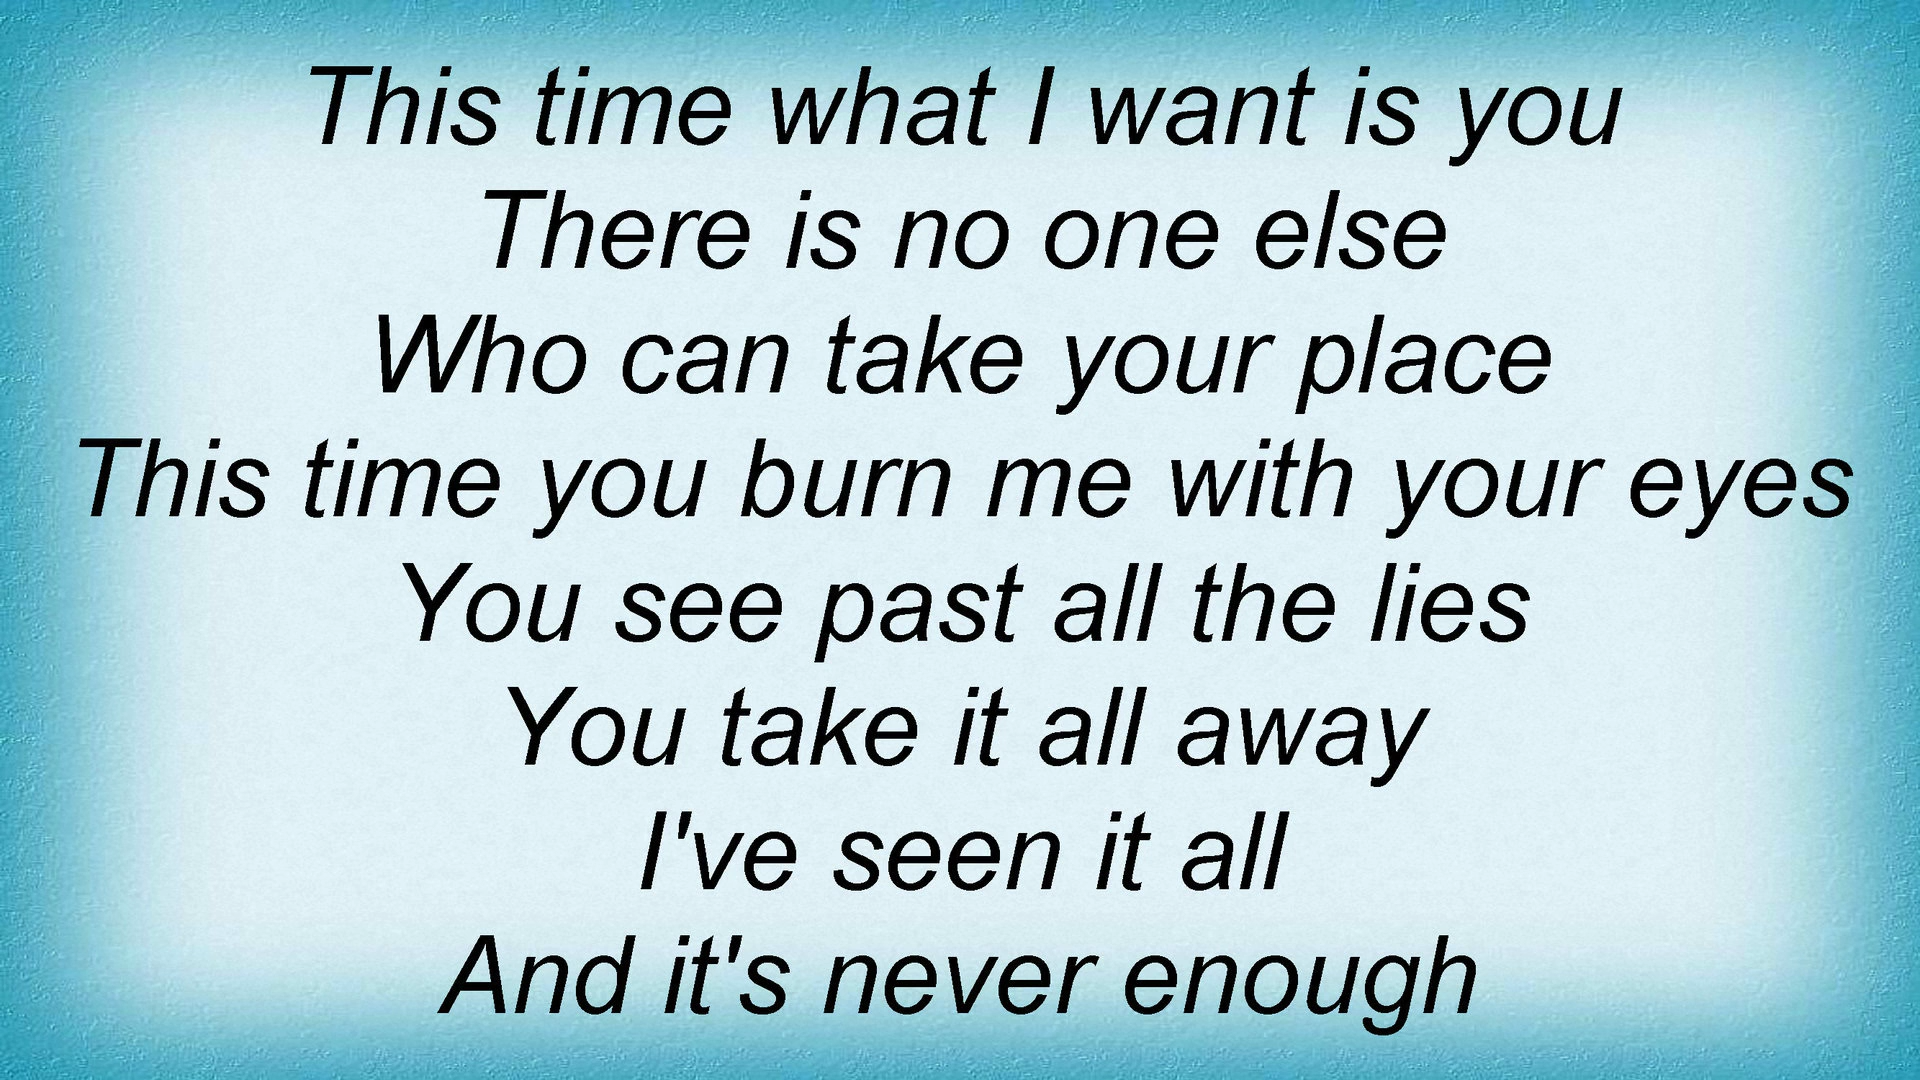 This time what I want is you
There is no one else
Who can take your place
This time you burn me with your eyes
You see past all the lies
You take it all away
I've seen it all
And it's never enough